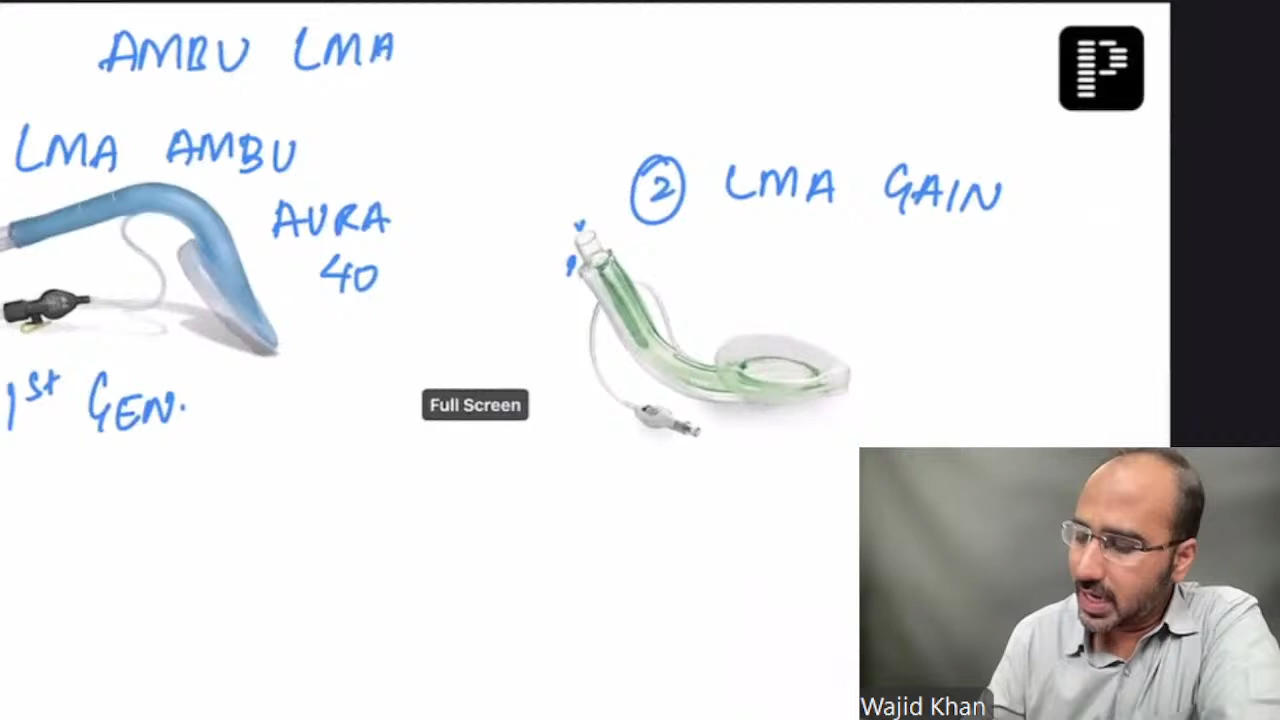 AMBU LMA
LMA AMBU
AURA
40
1st GEN.
2 LMA GAIN
Full Screen
Wajid Khan